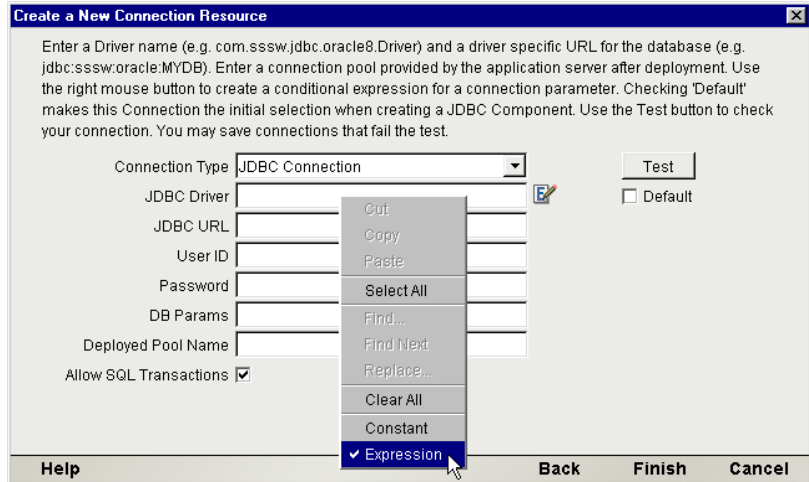 Create a New Connection Resource
Enter a Driver name (e.g. com.sssw.jdbc.oracle8.Driver) and a driver specific URL for the database (e.g.
jdbc:sssw:oracle:MYDB). Enter a connection pool provided by the application server after deployment. Use
the right mouse button to create a conditional expression for a connection parameter. Checking 'Default'
makes this Connection the initial selection when creating a JDBC Component. Use the Test button to check
your connection. You may save connections that fail the test.
Connection Type JDBC Connection Test
JDBC Driver Default
JDBC URL
User ID
Password
DB Params
Deployed Pool Name
Allow SQL Transactions
Cut
Copy
Paste
Select All
Find...
Find Next
Replace...
Clear All
Constant
Expression
Help Back Finish Cancel